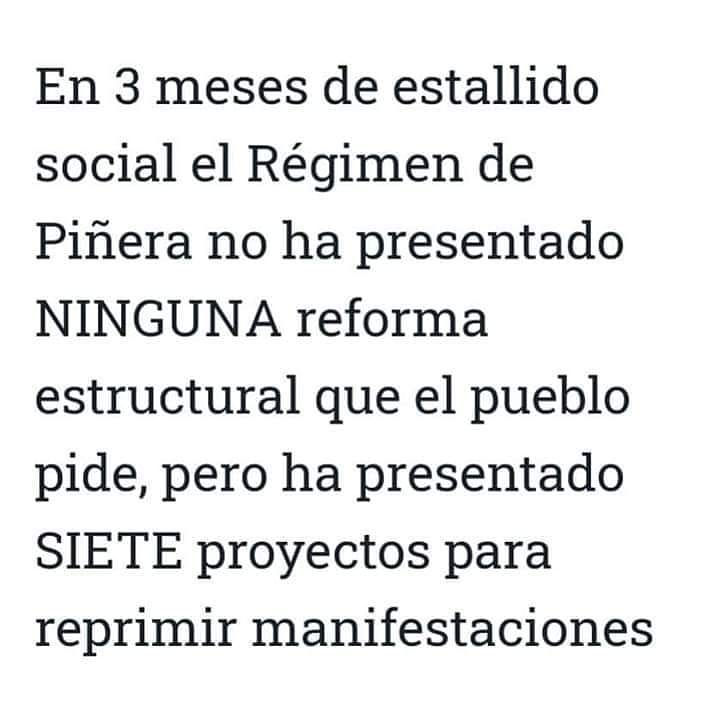 En 3 meses de estallido
social el Régimen de
Piñera no ha presentado
NINGUNA reforma
estructural que el pueblo
pide, pero ha presentado
SIETE proyectos para
reprimir manifestaciones